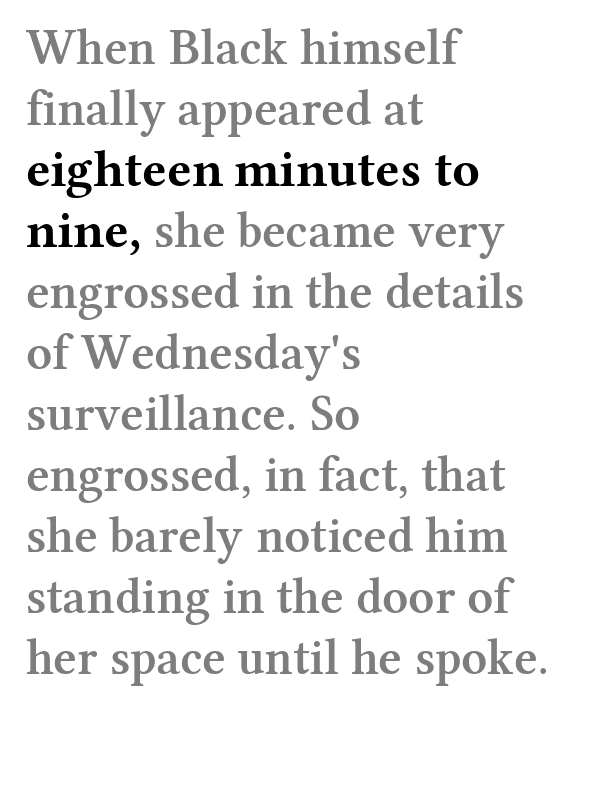 When Black himself
finally appeared at
eighteen minutes to
nine, she became very
engrossed in the details
of Wednesday's
surveillance. So
engrossed, in fact, that
she barely noticed him
standing in the door of
her space until he spoke.